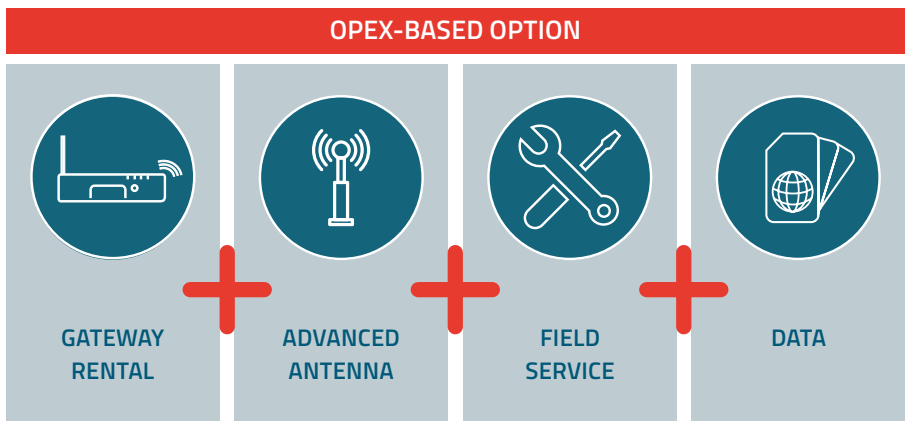 OPEX-BASED OPTION
GATEWAY
RENTAL
ADVANCED
ANTENNA
FIELD
SERVICE
DATA